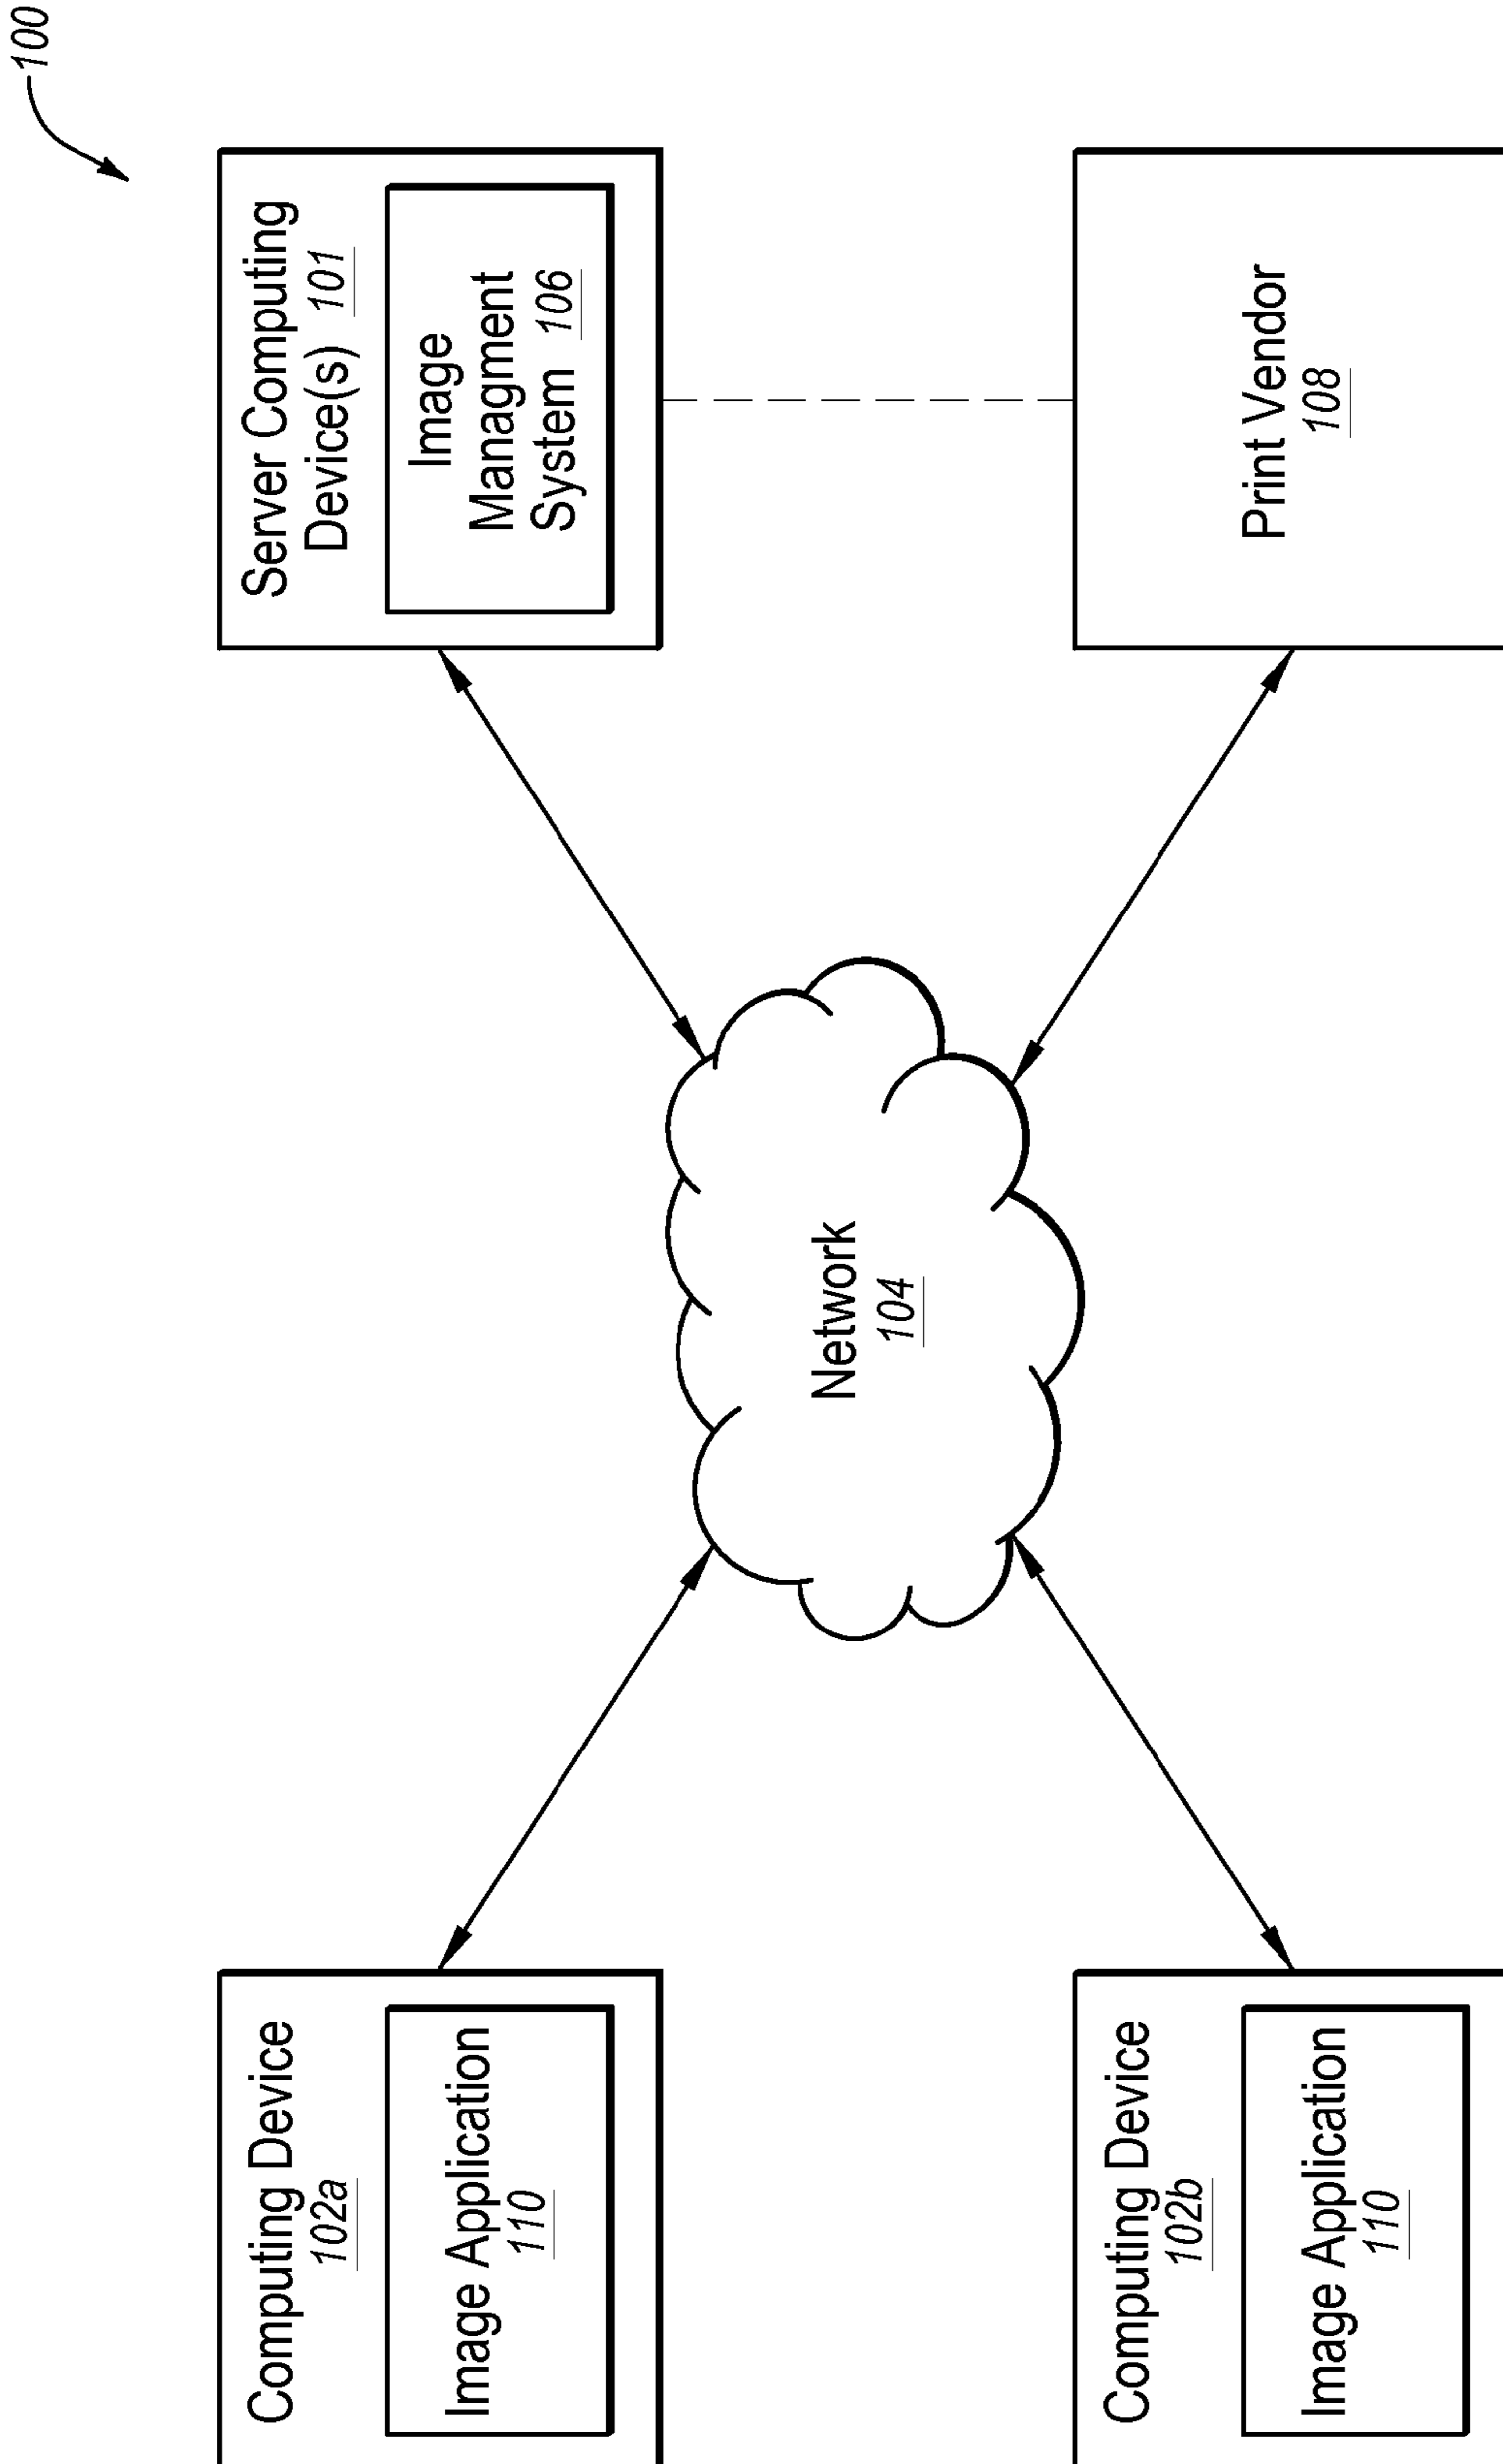 100
Computing Device
102a
Image Application
110
Server Computing
Device(s) 101
Image
Managment
System 106
Network
104
Computing Device
102b
Image Application
110
Print Vendor
108